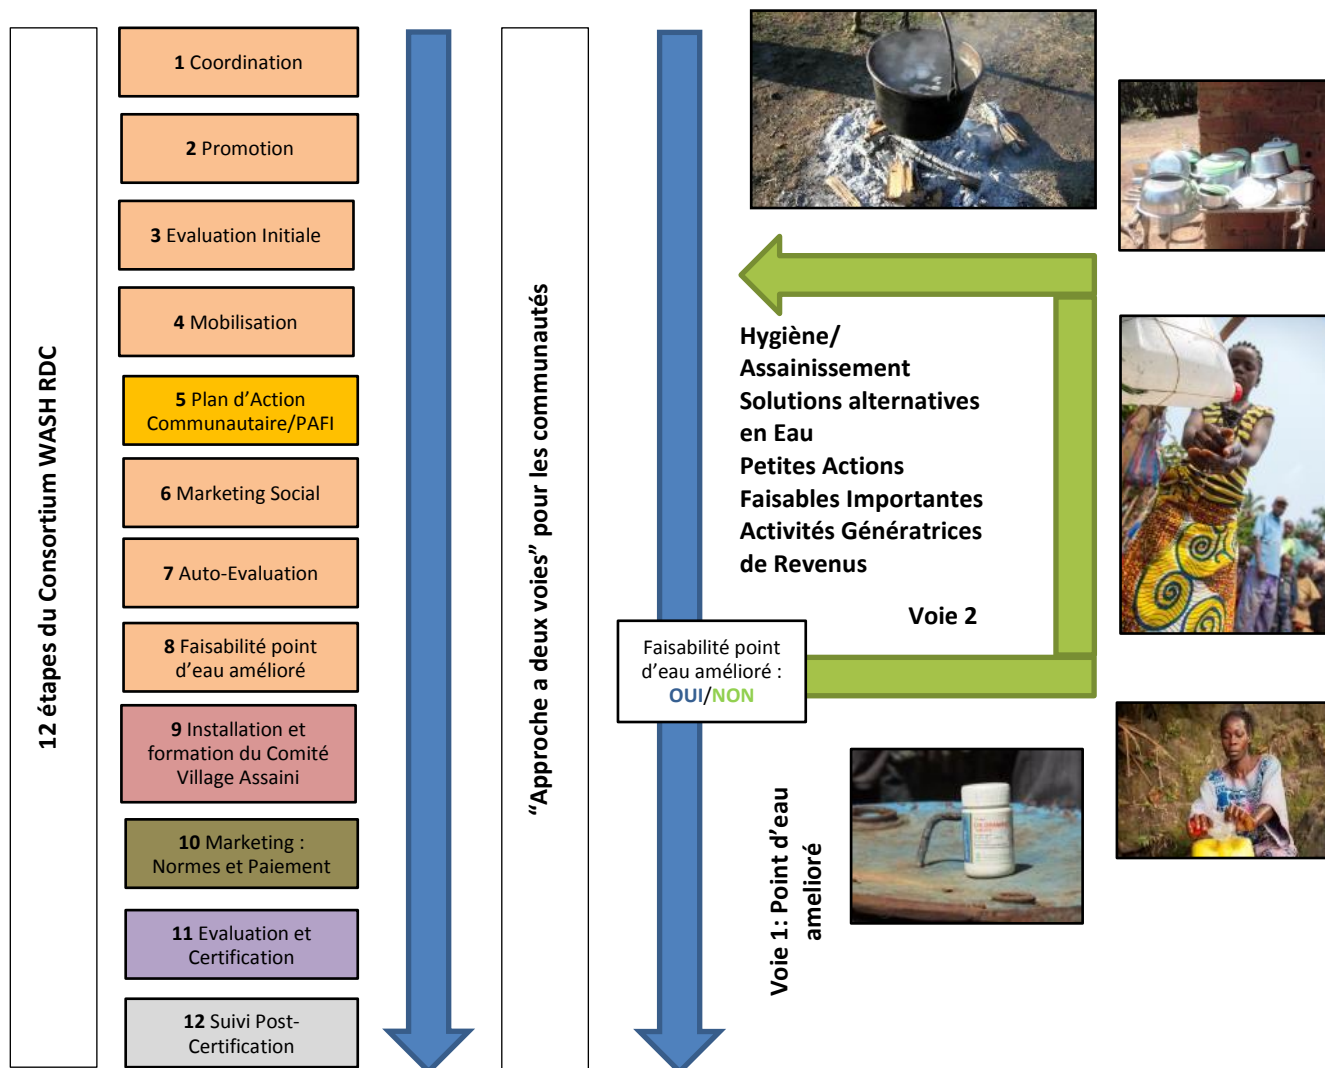 12 étapes du Consortium WASH RDC
1 Coordination
2 Promotion
3 Evaluation Initiale
4 Mobilisation
5 Plan d’Action
Communautaire/PAFI
6 Marketing Social
7 Auto-Evaluation
8 Faisabilité point
d’eau amélioré
9 Installation et
formation du Comité
Village Assaini
10 Marketing :
Normes et Paiement
11 Evaluation et
Certification
12 Suivi Post-
Certification
“Approche a deux voies” pour les communautés
Hygiène/
Assainissement
Solutions alternatives
en Eau
Petites Actions
Faisables Importantes
Activités Génératrices
de Revenus
Voie 2
Faisabilité point
d’eau amélioré :
OUI/NON
Voie 1: Point d’eau
amelioré